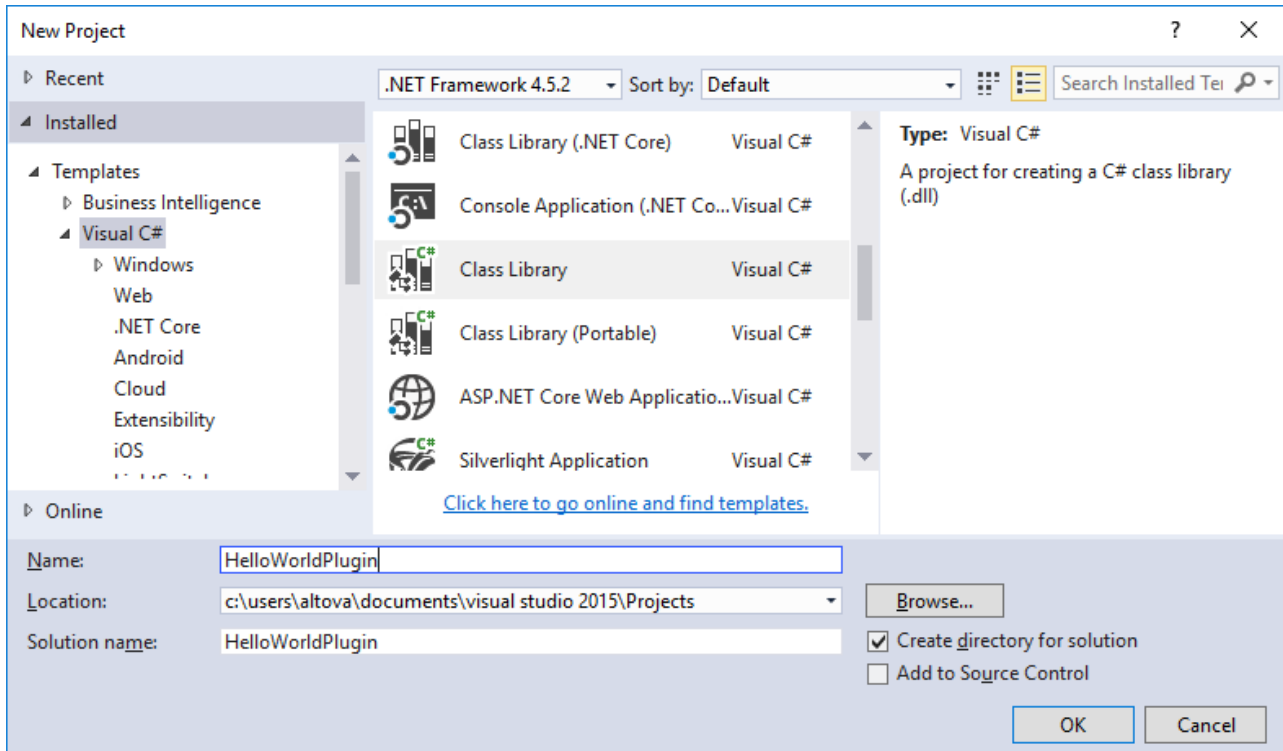 New Project
?
Recent
.NET Framework 4.5.2
Sort by: Default
Search Installed Te
Installed
Templates
Business Intelligence
Visual C#
Windows
Web
.NET Core
Android
Cloud
Extensibility
iOS
Online
Class Library (.NET Core) Visual C#
Console Application (.NET Co... Visual C#
Class Library Visual C#
Class Library (Portable) Visual C#
ASP.NET Core Web Applicatio... Visual C#
Silverlight Application Visual C#
Click here to go online and find templates.
Type: Visual C#
A project for creating a C# class library
(.dll)
Name: HelloWorldPlugin
Location: c:\users\altova\documents\visual studio 2015\Projects
Browse...
Solution name: HelloWorldPlugin
Create directory for solution
Add to Source Control
OK
Cancel